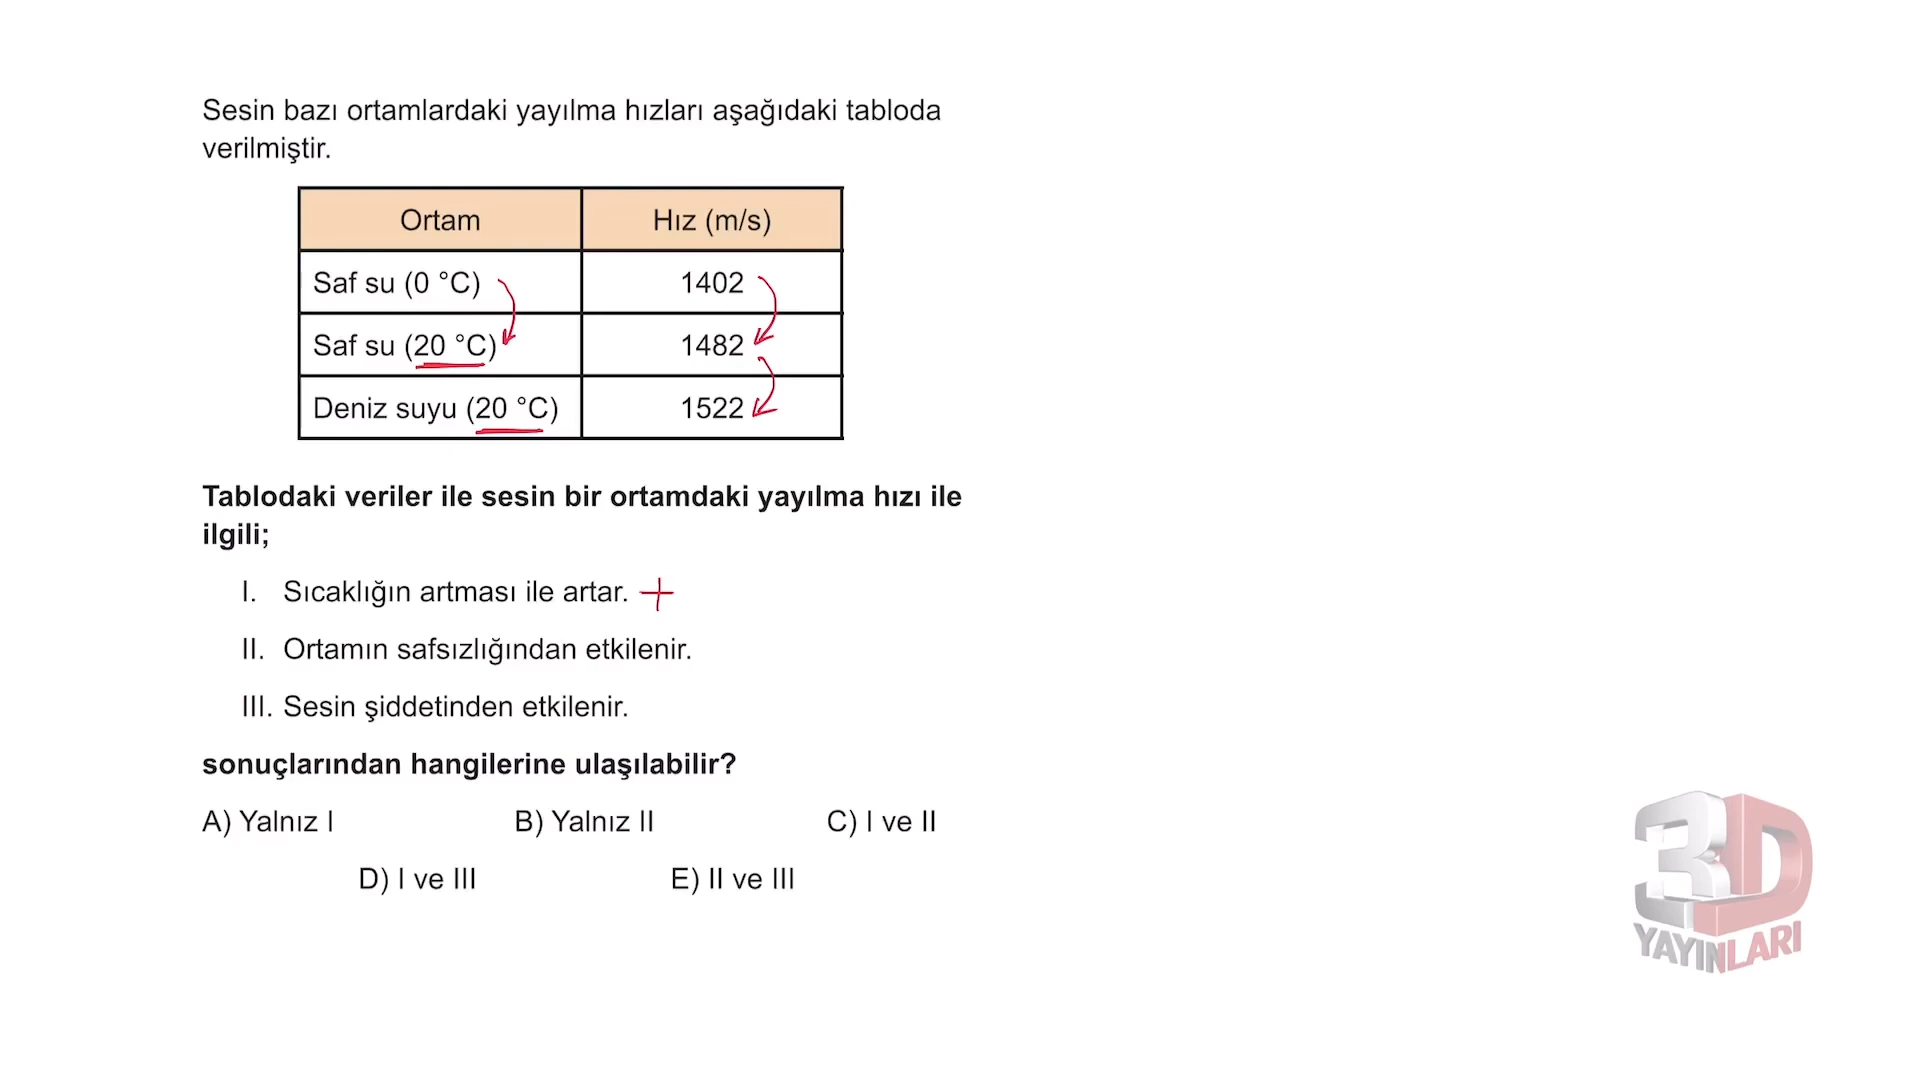 Sesin bazı ortamlardaki yayılma hızları aşağıdaki tabloda
verilmiştir.
Ortam Hız (m/s)
Saf su (0 °C) 1402
Saf su (20 °C) 1482
Deniz suyu (20 °C) 1522
Tablodaki veriler ile sesin bir ortamdaki yayılma hızı ile
ilgili;
I. Sıcaklığın artması ile artar. +
II. Ortamın safsızlığından etkilenir.
III. Sesin şiddetinden etkilenir.
sonuçlarından hangilerine ulaşılabilir?
A) Yalnız I B) Yalnız II C) I ve II
D) I ve III E) II ve III
3D
YAYINLARI